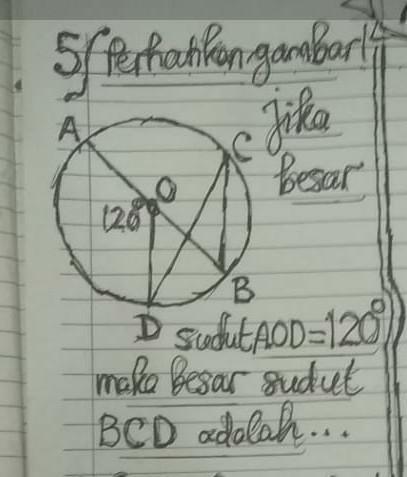 5) Perhatikan gambar!
A
C
jika
besar
O
120°
B
D
sudut AOD=120°
maka besar sudut
BCD adalah...